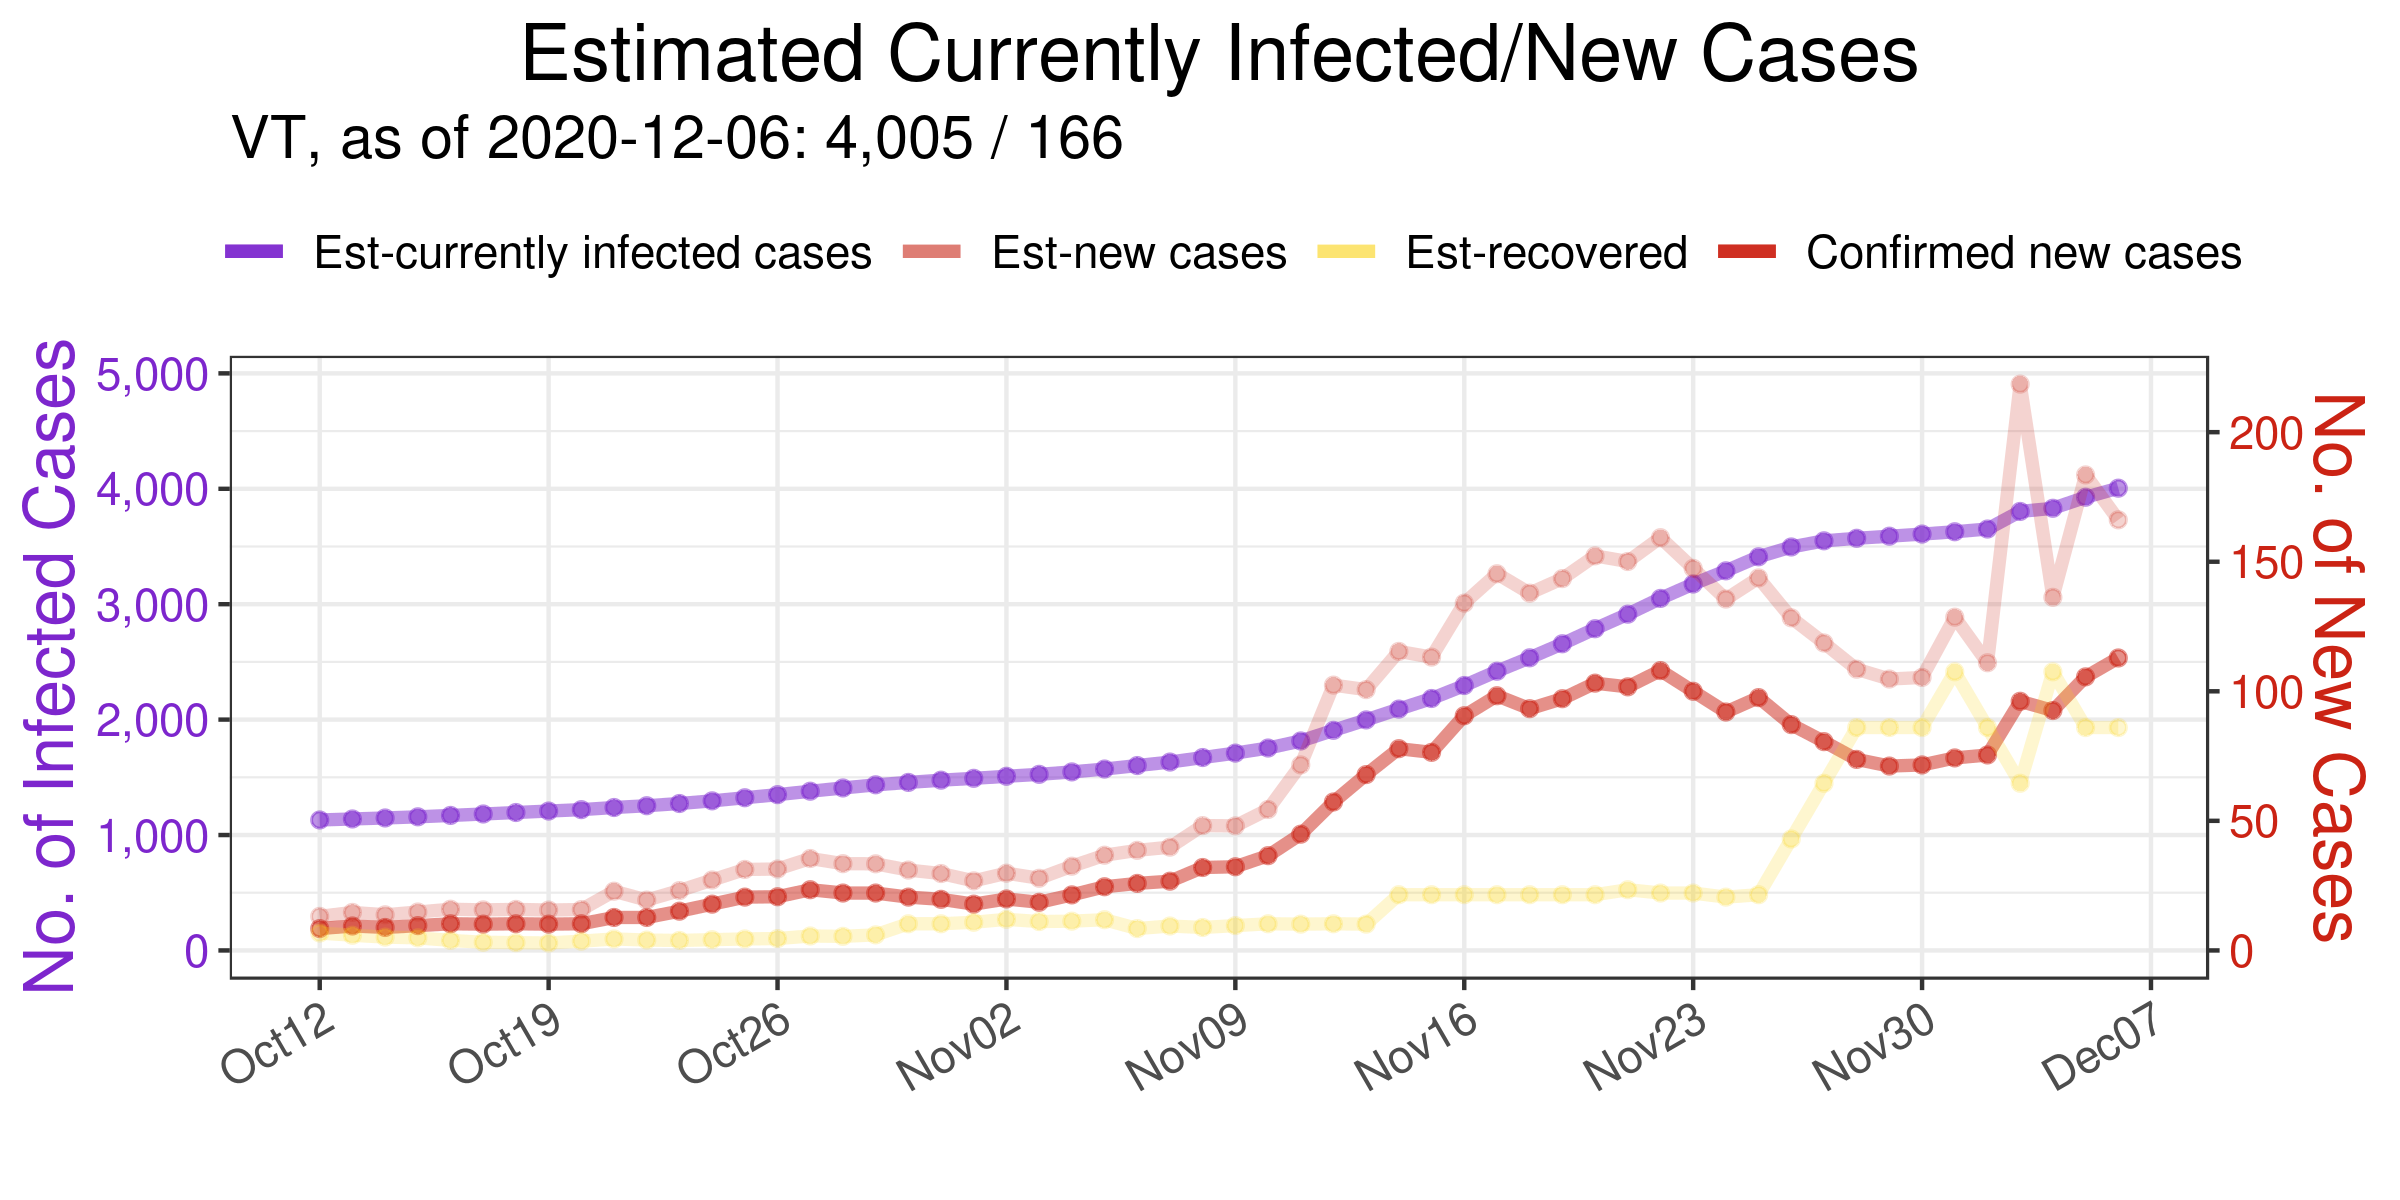 Estimated Currently Infected/New Cases
VT, as of 2020-12-06: 4,005 / 166
Est-currently infected cases Est-new cases Est-recovered Confirmed new cases
No. of Infected Cases
5,000
4,000
3,000
2,000
1,000
0
200
150
100
50
0
No. of New Cases
Oct12 Oct19 Oct26 Nov02 Nov09 Nov16 Nov23 Nov30 Dec07